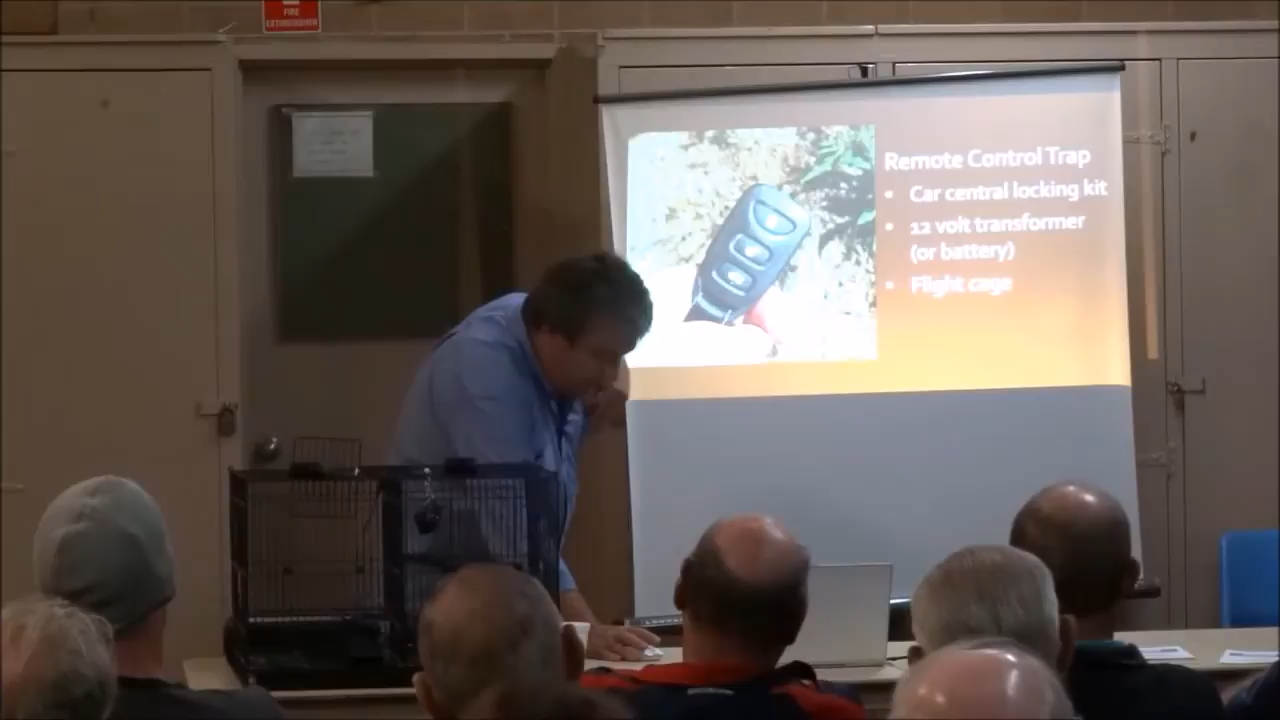 FIRE
EXTINGUISHER
Remote Control Trap
• Car central locking kit
• 12 volt transformer
(or battery)
• Flight cage